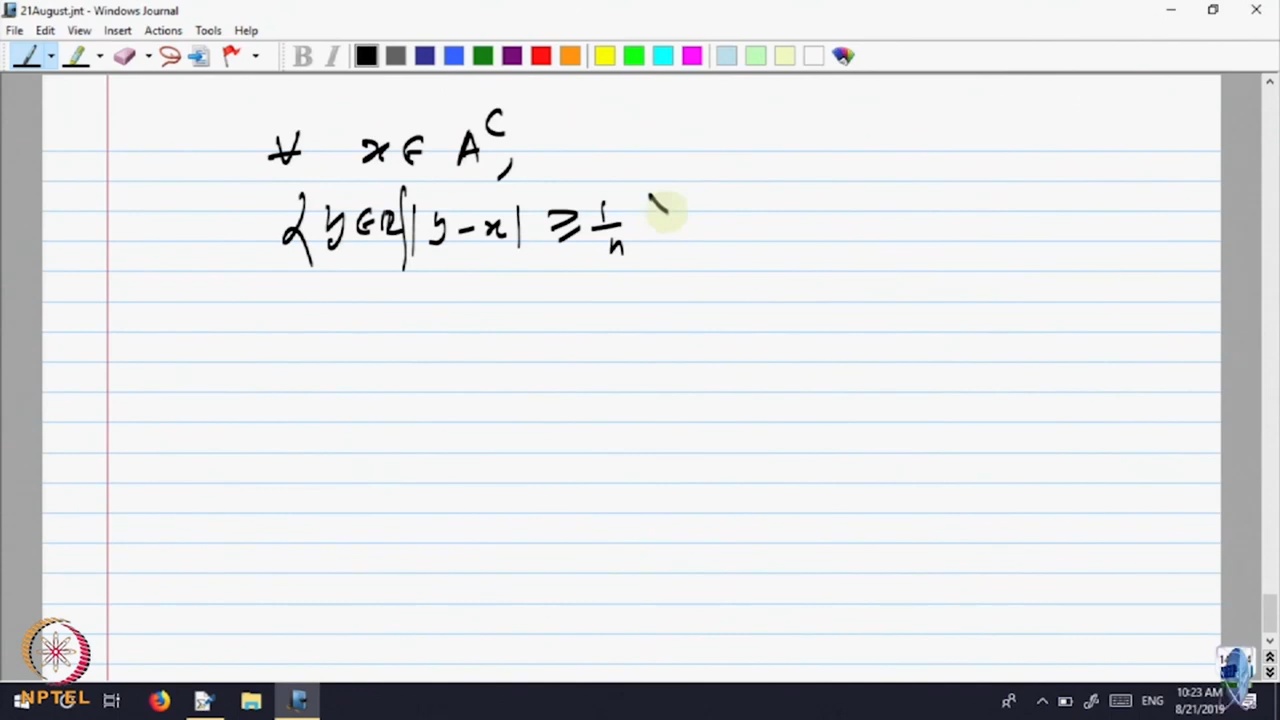 21August.jnt - Windows Journal
File Edit View Insert Actions Tools Help
B I
∀ x ∈ A^C,
{ y ∈ R | |y - x| ≥ 1/n
NPTEL
ENG
10:23 AM
8/21/2019